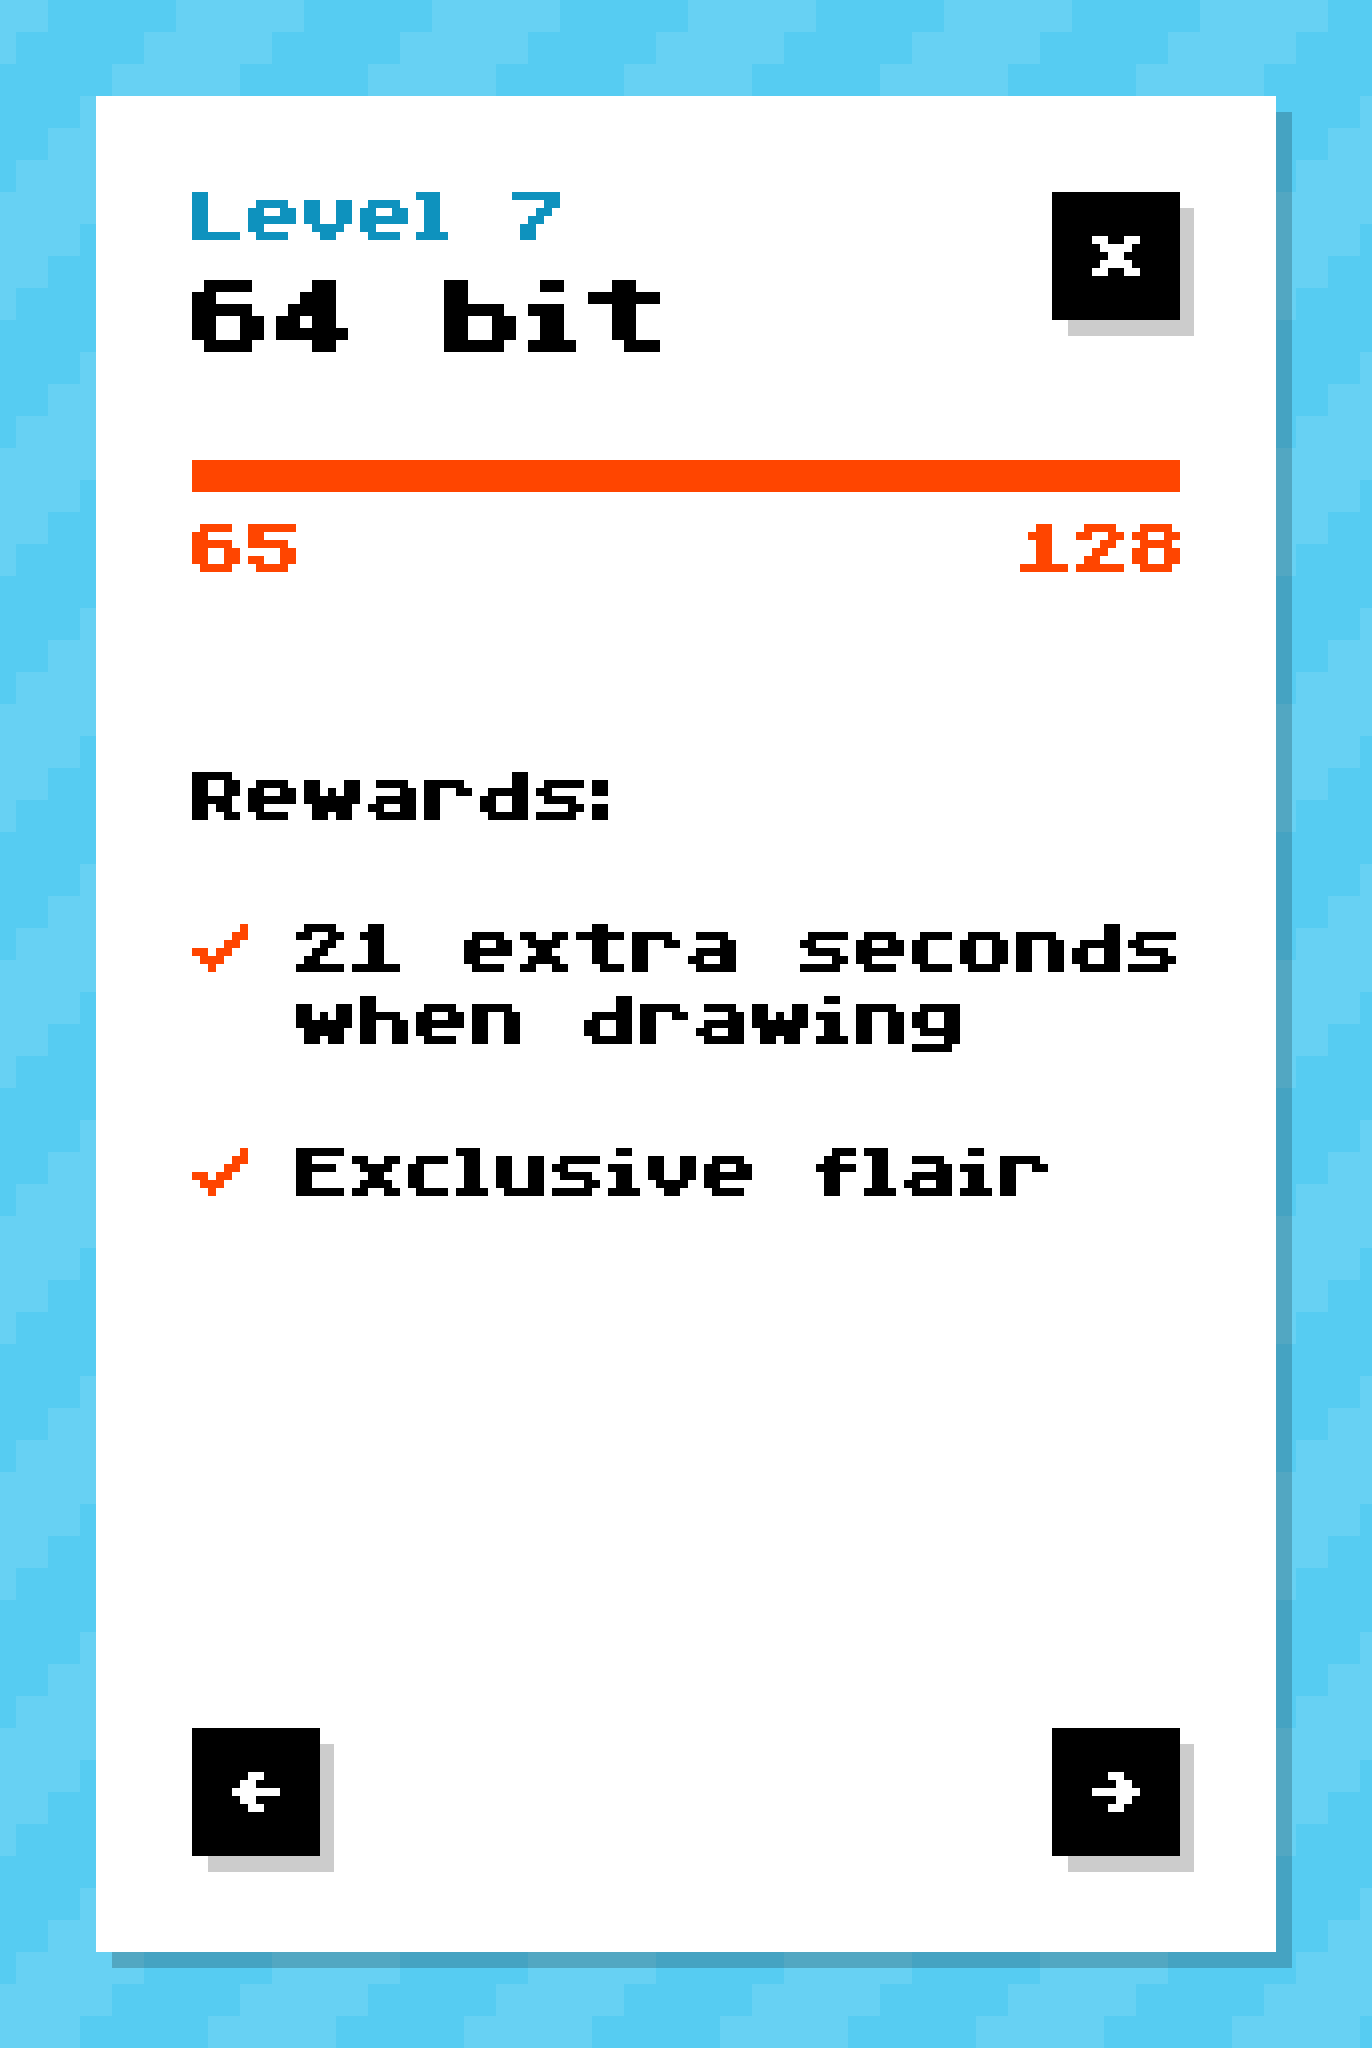 Level 7
64 bit
x
65
128
Rewards:
✓ 21 extra seconds
when drawing
✓ Exclusive flair
← →